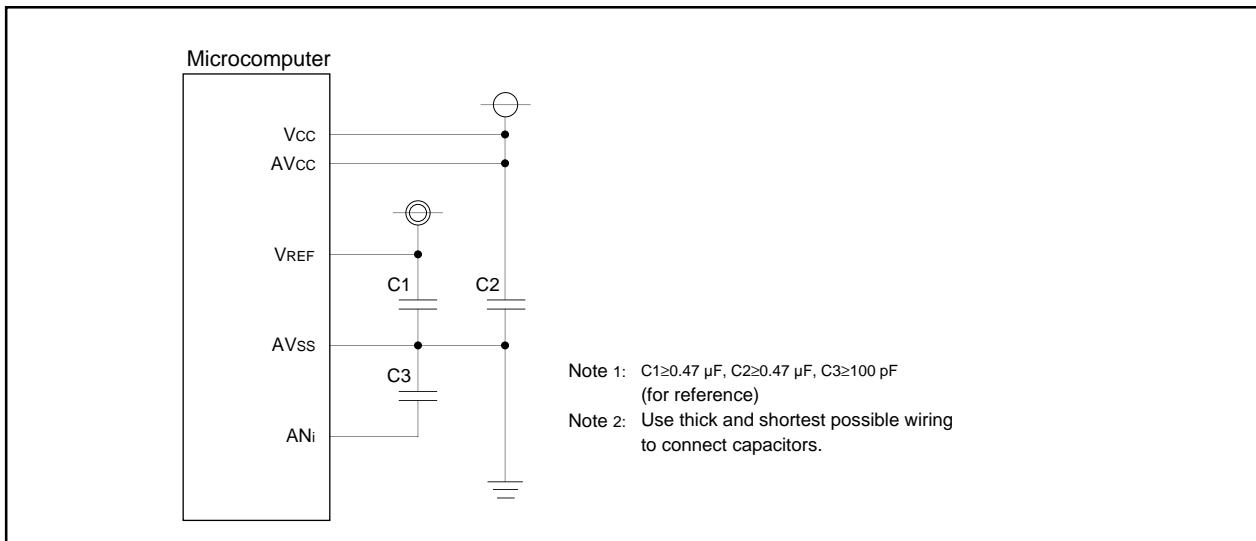 Microcomputer
VCC
AVCC
VREF
C1
C2
AVSS
C3
ANi
Note 1: C1≥0.47 µF, C2≥0.47 µF, C3≥100 pF
(for reference)
Note 2: Use thick and shortest possible wiring
to connect capacitors.